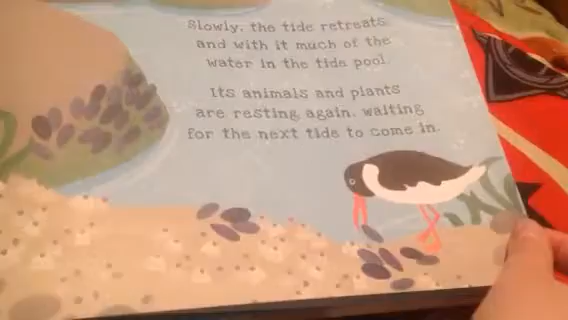 Slowly, the tide retreats
and with it much of the
water in the tide pool.
Its animals and plants
are resting again, waiting
for the next tide to come in.